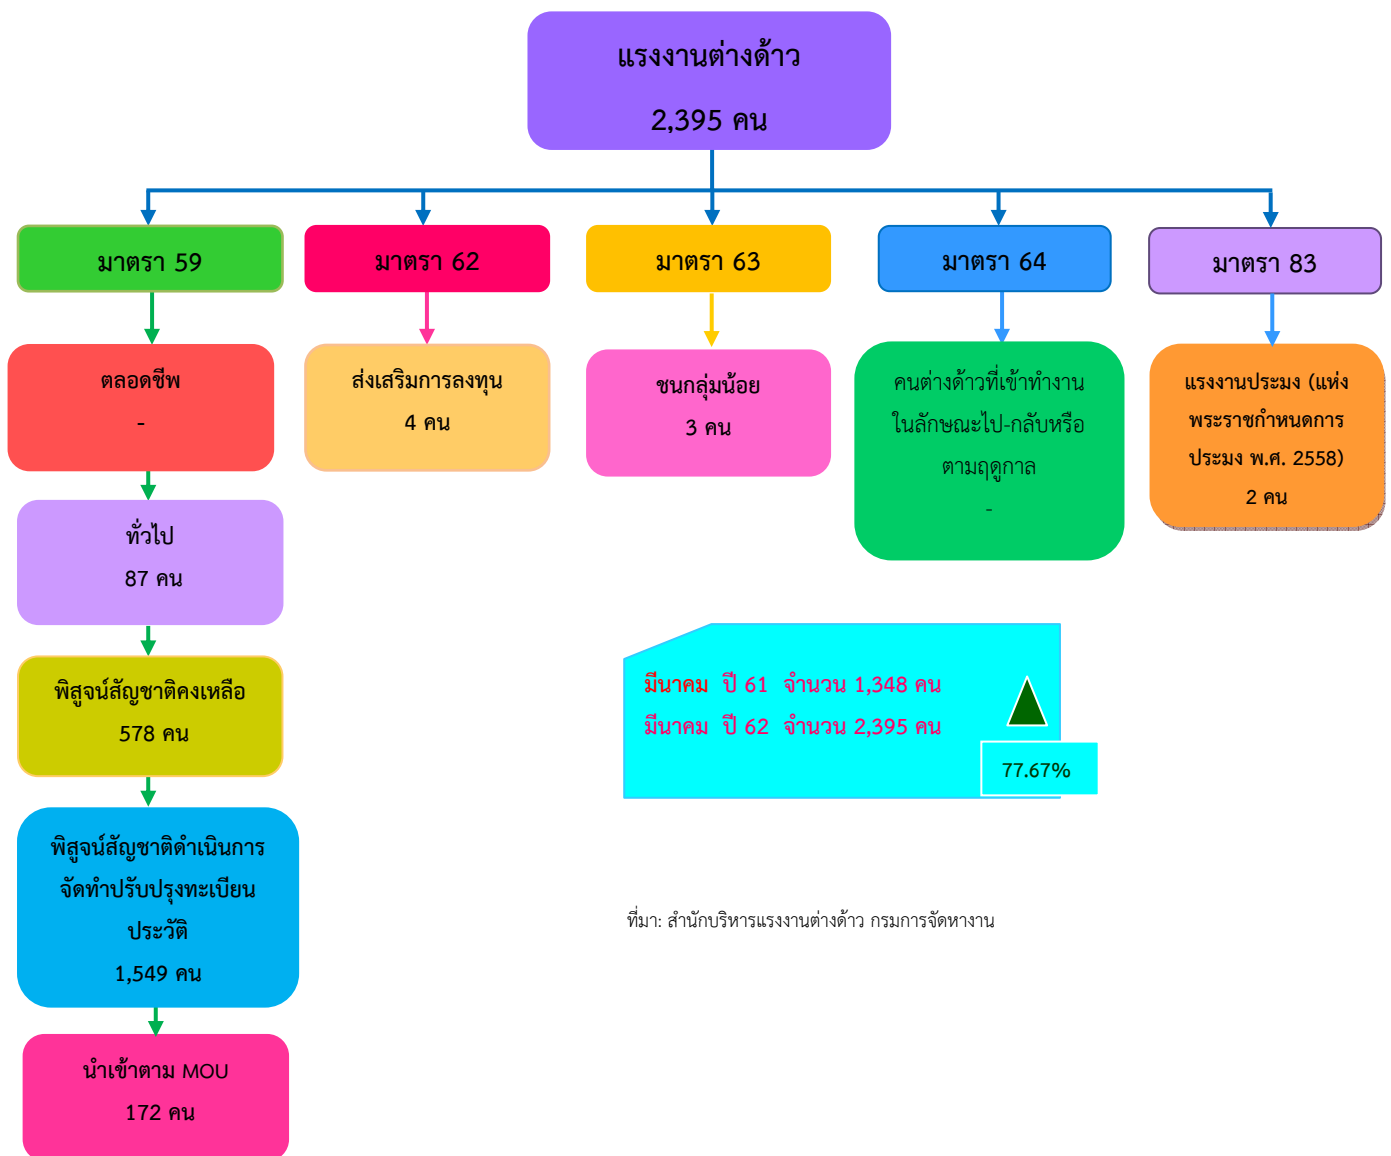 แรงงานต่างด้าว
2,395 คน
มาตรา 59
มาตรา 62
มาตรา 63
มาตรา 64
มาตรา 83
ตลอดชีพ
-
ส่งเสริมการลงทุน
4 คน
ชนกลุ่มน้อย
3 คน
คนต่างด้าวที่เข้าทำงาน
ในลักษณะไป-กลับหรือ
ตามฤดูกาล
-
แรงงานประมง (แห่ง
พระราชกำหนดการ
ประมง พ.ศ. 2558)
2 คน
ทั่วไป
87 คน
พิสูจน์สัญชาติคงเหลือ
578 คน
พิสูจน์สัญชาติดำเนินการ
จัดทำปรับปรุงทะเบียน
ประวัติ
1,549 คน
นำเข้าตาม MOU
172 คน
มีนาคม ปี 61 จำนวน 1,348 คน
มีนาคม ปี 62 จำนวน 2,395 คน
77.67%
ที่มา: สำนักบริหารแรงงานต่างด้าว กรมการจัดหางาน